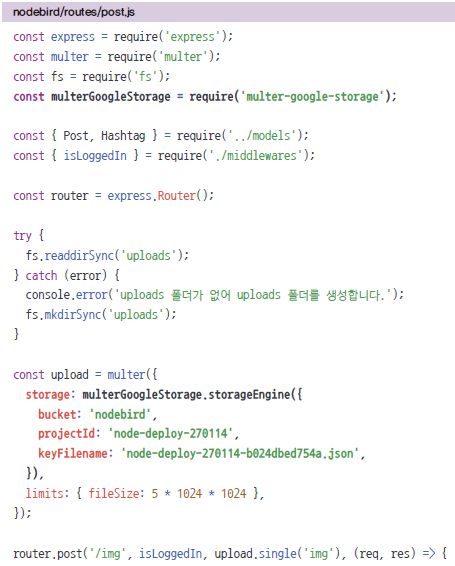 nodebird/routes/post.js
const express = require('express');
const multer = require('multer');
const fs = require('fs');
const multerGoogleStorage = require('multer-google-storage');
const { Post, Hashtag } = require('../models');
const { isLoggedIn } = require('./middlewares');
const router = express.Router();
try {
  fs.readdirSync('uploads');
} catch (error) {
  console.error('uploads 폴더가 없어 uploads 폴더를 생성합니다.');
  fs.mkdirSync('uploads');
}
const upload = multer({
  storage: multerGoogleStorage.storageEngine({
    bucket: 'nodebird',
    projectId: 'node-deploy-270114',
    keyFilename: 'node-deploy-270114-b024dbed754a.json',
  }),
  limits: { fileSize: 5 * 1024 * 1024 },
});
router.post('/img', isLoggedIn, upload.single('img'), (req, res) => {